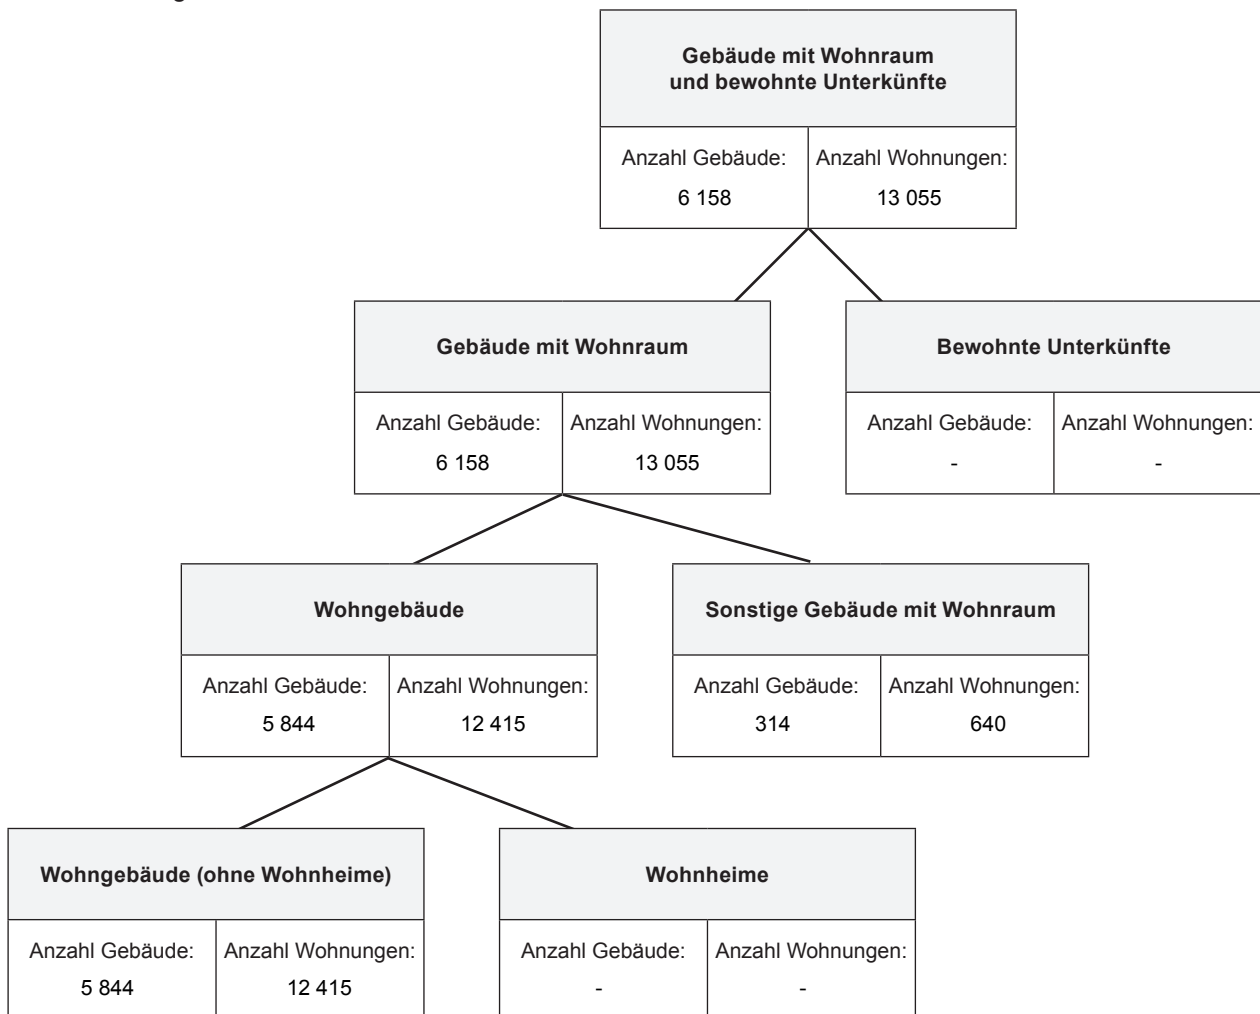 Gebäude mit Wohnraum
und bewohnte Unterkünfte
Anzahl Gebäude: Anzahl Wohnungen:
6 158 13 055
Gebäude mit Wohnraum
Anzahl Gebäude: Anzahl Wohnungen:
6 158 13 055
Bewohnte Unterkünfte
Anzahl Gebäude: Anzahl Wohnungen:
- -
Wohngebäude
Anzahl Gebäude: Anzahl Wohnungen:
5 844 12 415
Sonstige Gebäude mit Wohnraum
Anzahl Gebäude: Anzahl Wohnungen:
314 640
Wohngebäude (ohne Wohnheime)
Anzahl Gebäude: Anzahl Wohnungen:
5 844 12 415
Wohnheime
Anzahl Gebäude: Anzahl Wohnungen:
- -